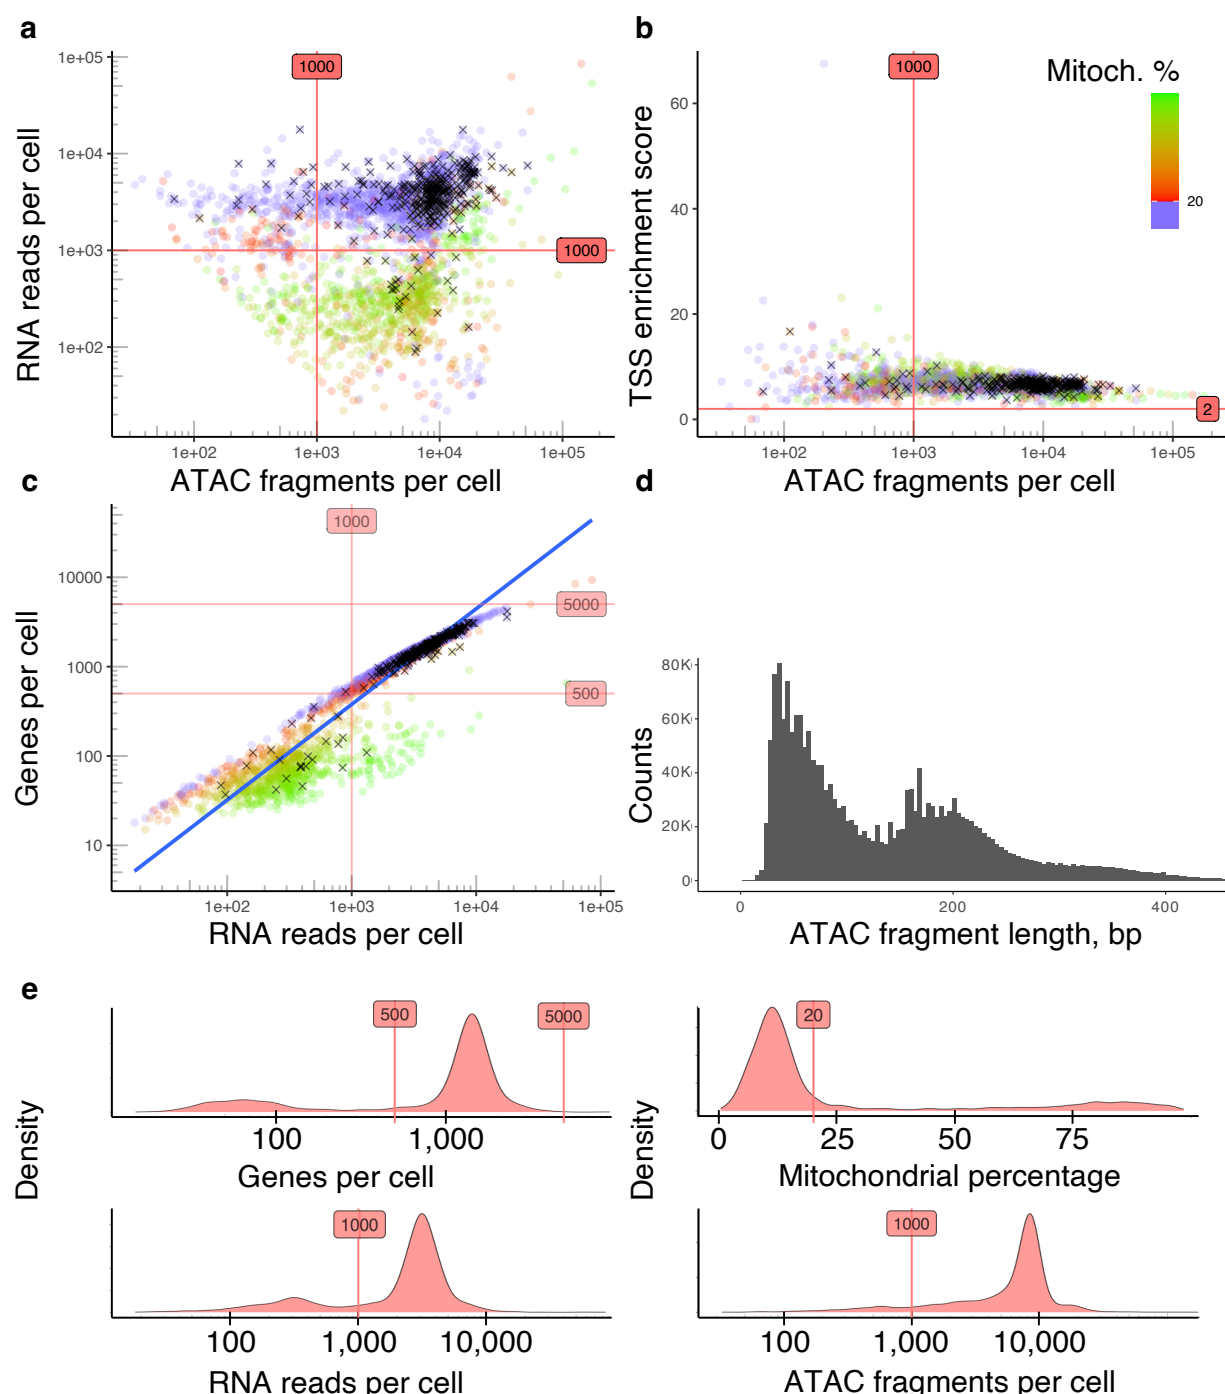 a
1e+05
1e+04
1e+03
1e+02
RNA reads per cell
1000
1000
1e+02
1e+03
1e+04
1e+05
ATAC fragments per cell
b
60
40
20
0
TSS enrichment score
1000
Mitoch. %
20
2
1e+02
1e+03
1e+04
1e+05
ATAC fragments per cell
c
10000
1000
100
10
Genes per cell
1000
5000
500
1e+02
1e+03
1e+04
1e+05
RNA reads per cell
d
80K
60K
40K
20K
0
Counts
0
200
400
ATAC fragment length, bp
e
Density
500
5000
100
1,000
Genes per cell
1000
100
1,000
10,000
RNA reads per cell
Density
20
0
25
50
75
Mitochondrial percentage
1000
100
1,000
10,000
ATAC fragments per cell